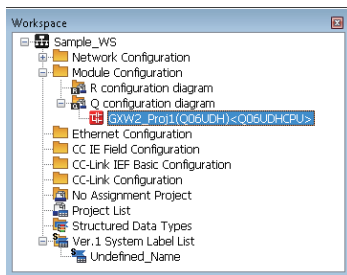 Workspace
Sample_WS
Network Configuration
Module Configuration
R configuration diagram
Q configuration diagram
GXW2_Proj1(Q06UDH)<Q06UDHCPU>
Ethernet Configuration
CC IE Field Configuration
CC-Link IEF Basic Configuration
CC-Link Configuration
No Assignment Project
Project List
Structured Data Types
Ver.1 System Label List
Undefined_Name